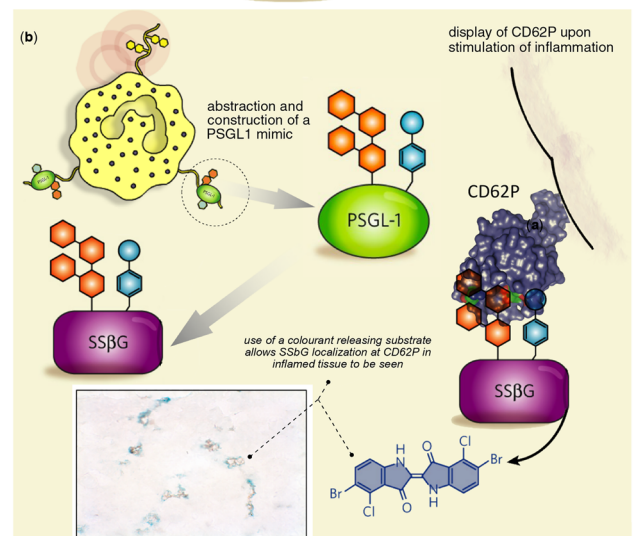 (b)
display of CD62P upon
stimulation of inflammation
abstraction and
construction of a
PSGL1 mimic
PSGL-1
CD62P
(a)
SSβG
use of a colourant releasing substrate
allows SSbG localization at CD62P in
inflamed tissue to be seen
SSβG
Cl
Br
H
N
O
Br
Cl
O
N
H